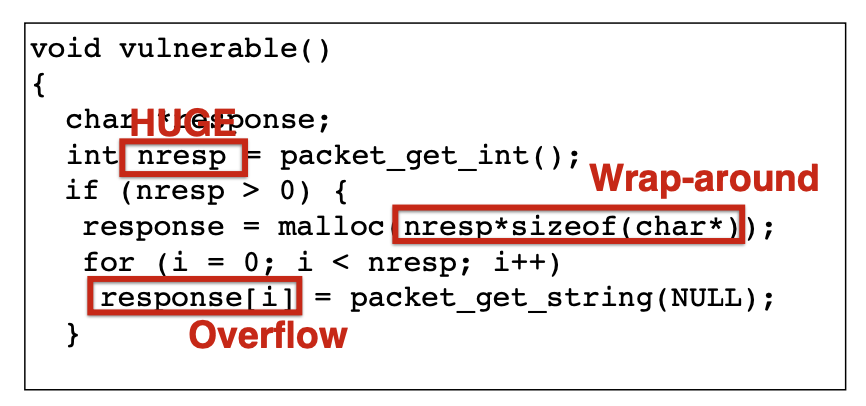 void vulnerable()
{
char *response;
HUGE
int nresp = packet_get_int();
Wrap-around
if (nresp > 0) {
response = malloc(nresp*sizeof(char*));
for (i = 0; i < nresp; i++)
response[i] = packet_get_string(NULL);
Overflow
}